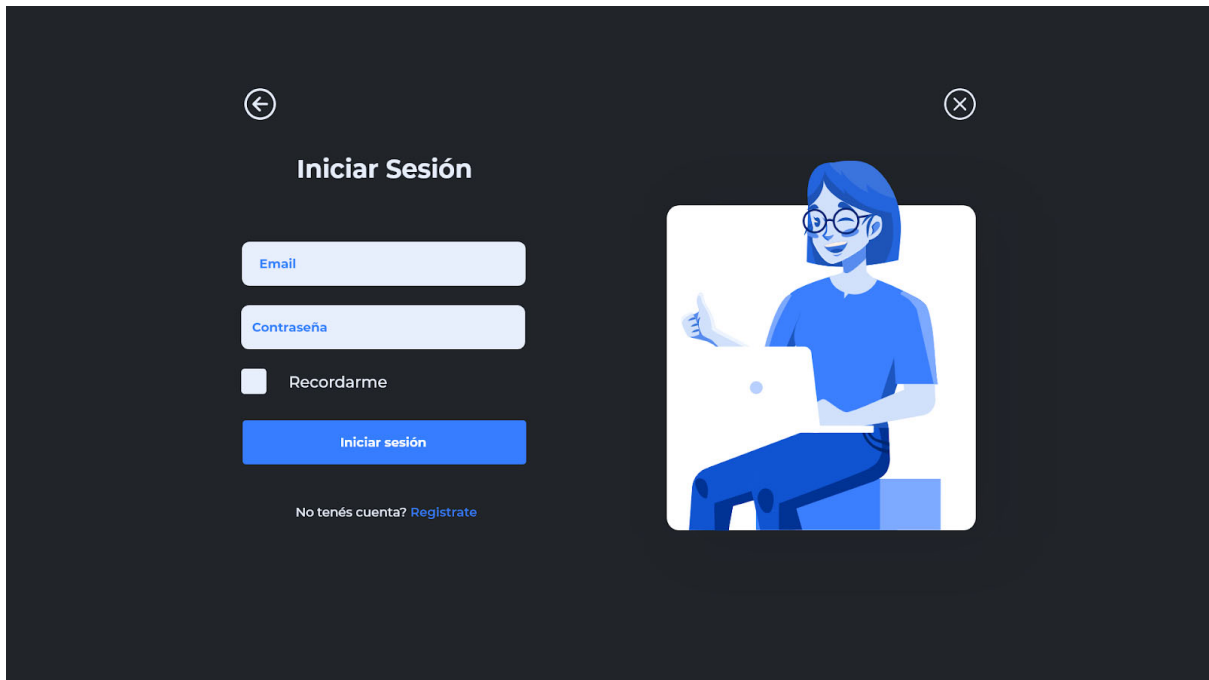 Iniciar Sesión
Email
Contraseña
Recordarme
Iniciar sesión
No tenés cuenta? Registrate